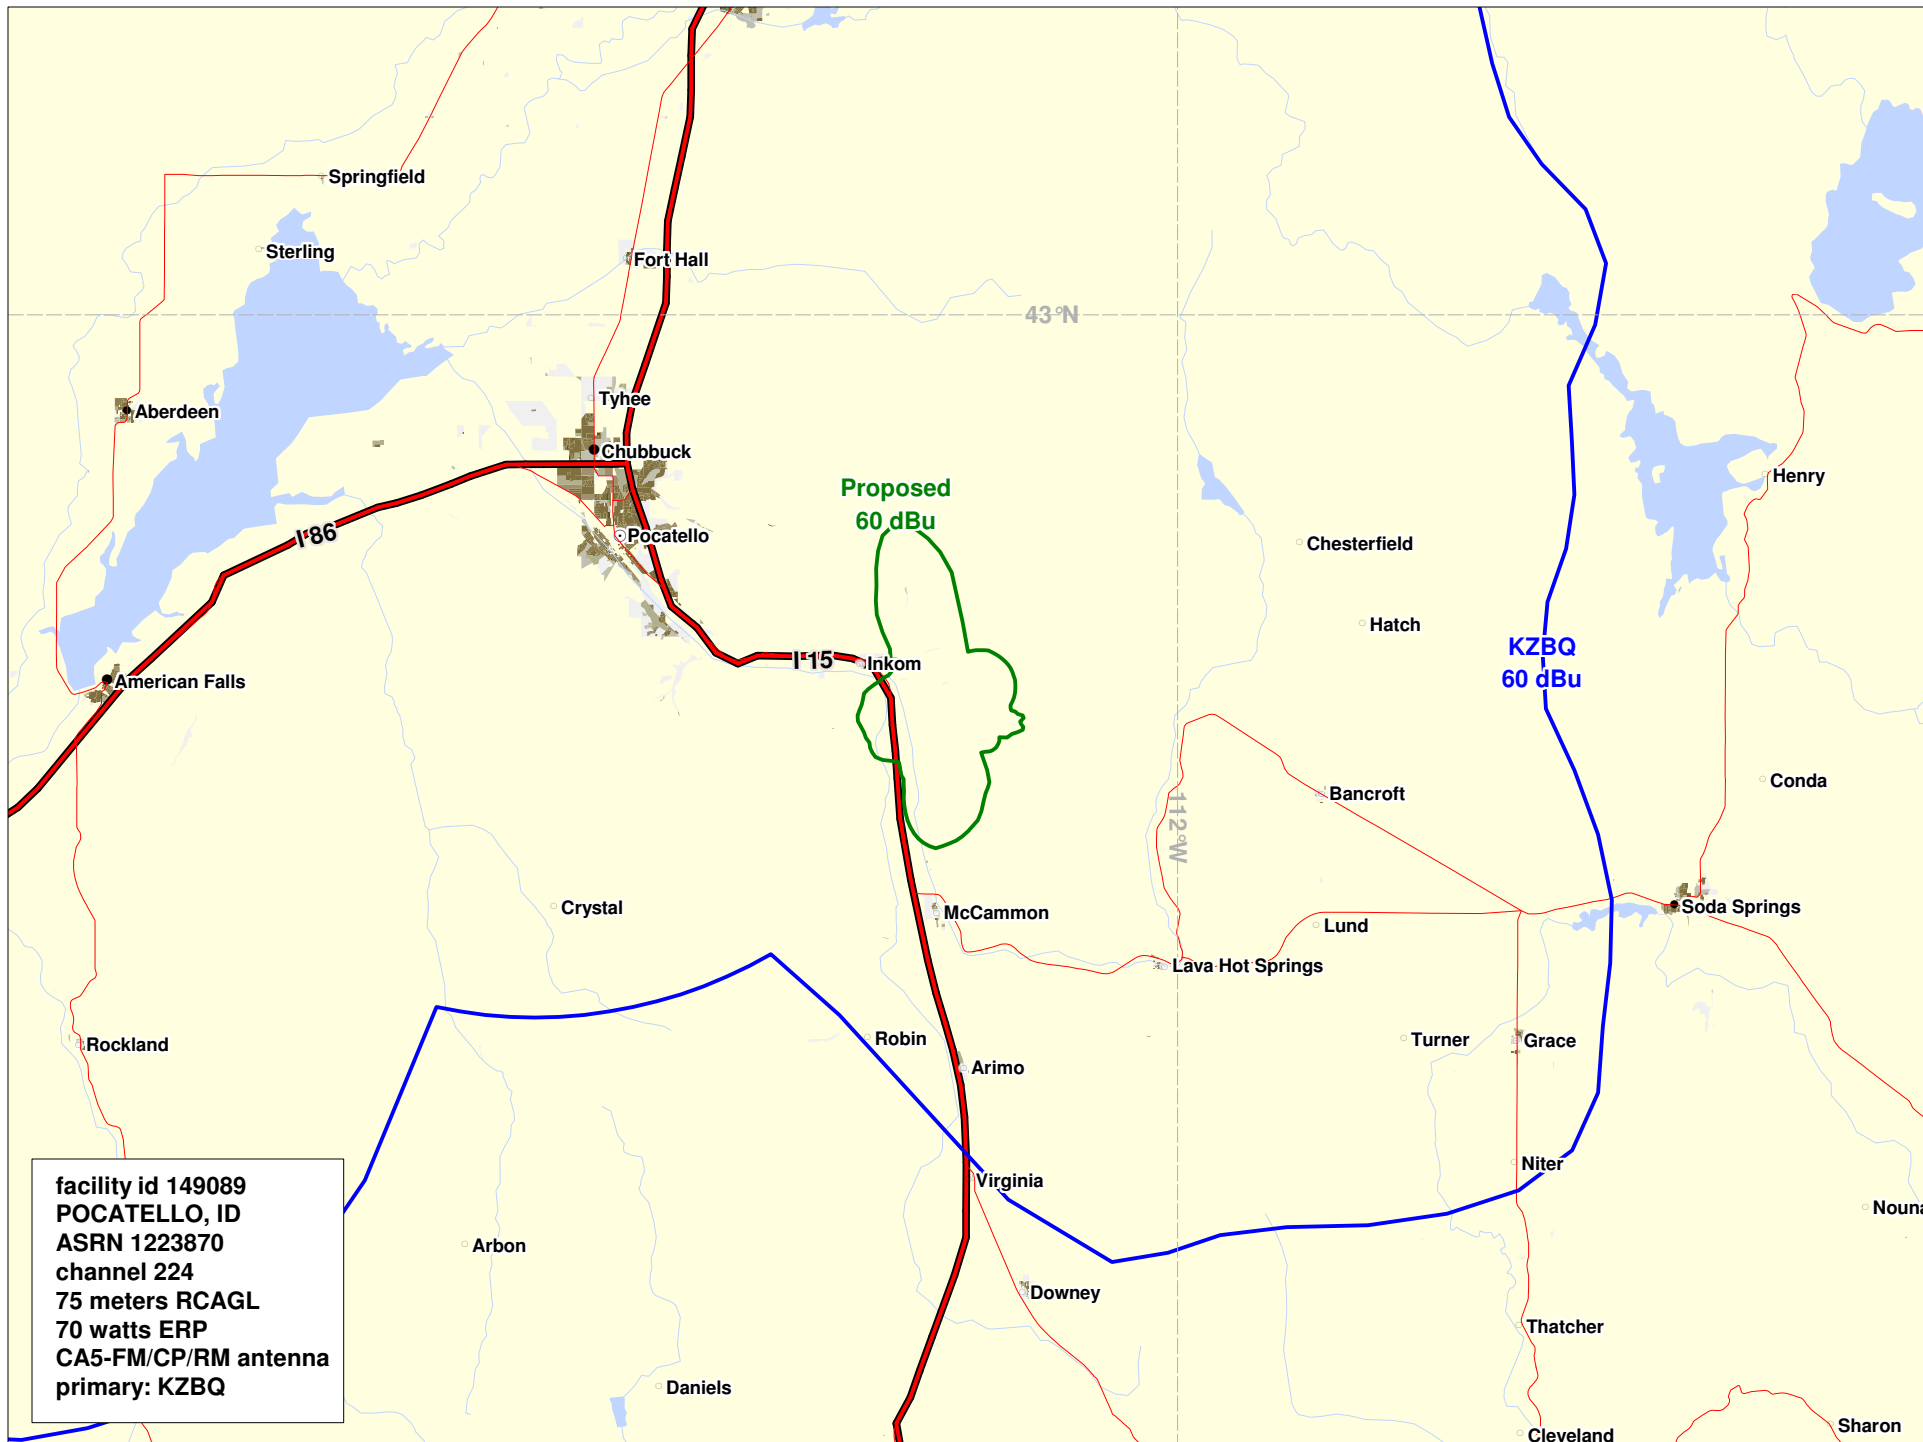 Springfield
Sterling
Fort Hall
43°N
Tyhee
Aberdeen
Chubbuck
Henry
Proposed
60 dBu
I 86
Pocatello
Chesterfield
Hatch
KZBQ
60 dBu
I 15
Inkom
American Falls
Conda
Bancroft
112°W
Crystal
McCammon
Soda Springs
Lund
Lava Hot Springs
Rockland
Robin
Turner
Grace
Arimo
Niter
Virginia
Nouna
Arbon
Downey
Thatcher
Daniels
Sharon
Cleveland
facility id 149089
POCATELLO, ID
ASRN 1223870
channel 224
75 meters RCAGL
70 watts ERP
CA5-FM/CP/RM antenna
primary: KZBQ